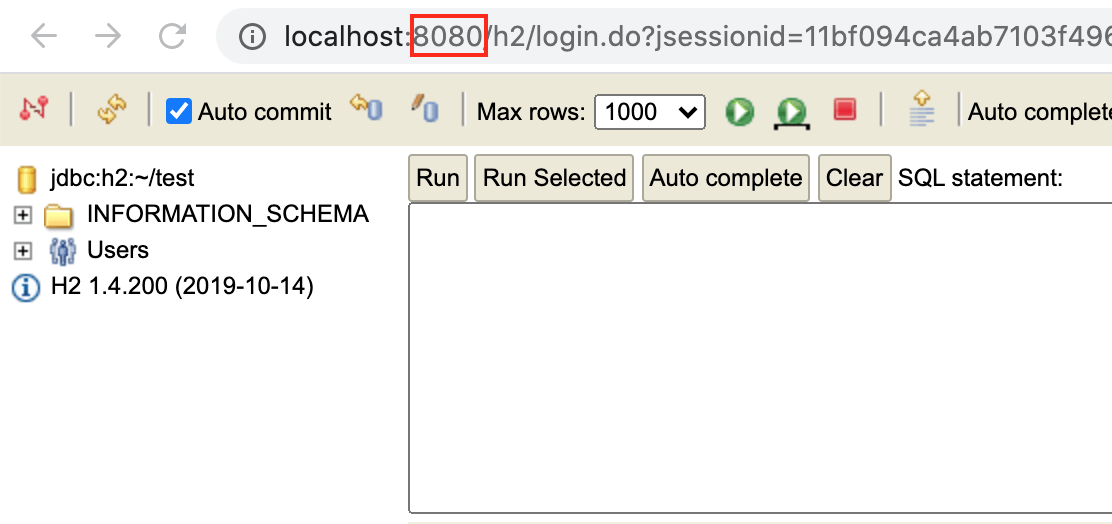 localhost:8080/h2/login.do?jsessionid=11bf094ca4ab7103f496
Auto commit Max rows: 1000 Auto complete
jdbc:h2:~/test
INFORMATION_SCHEMA
Users
H2 1.4.200 (2019-10-14)
Run Run Selected Auto complete Clear SQL statement: